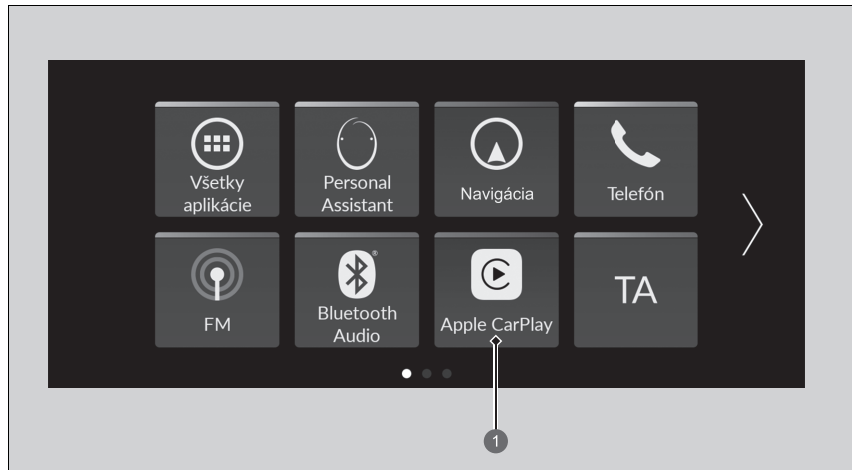 Všetky
aplikácie
Personal
Assistant
Navigácia
Telefón
FM
Bluetooth
Audio
®
Apple CarPlay
TA
1